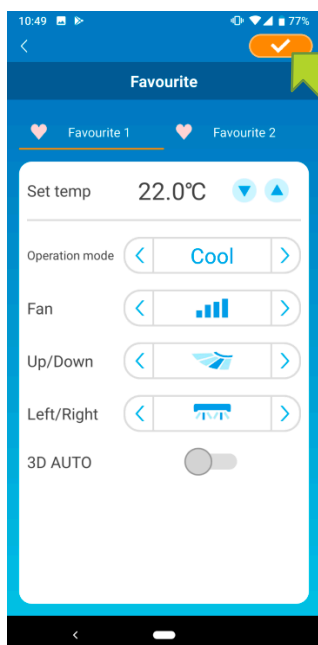 10:49 77%
Favourite
Favourite 1 Favourite 2
Set temp 22.0℃
Operation mode Cool
Fan
Up/Down
Left/Right
3D AUTO